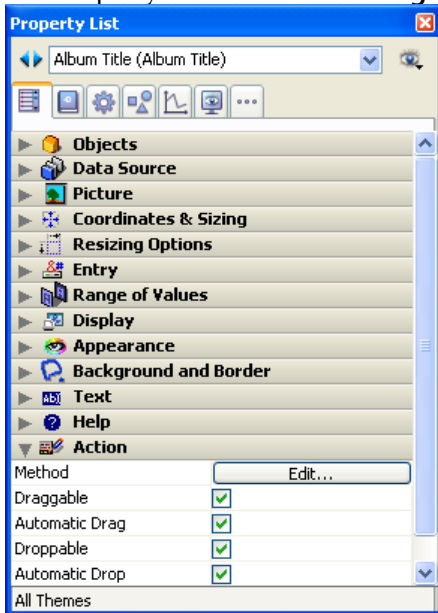 Property List
Album Title (Album Title)
Objects
Data Source
Picture
Coordinates & Sizing
Resizing Options
Entry
Range of Values
Display
Appearance
Background and Border
Text
Help
Action
Method Edit...
Draggable
Automatic Drag
Droppable
Automatic Drop
All Themes